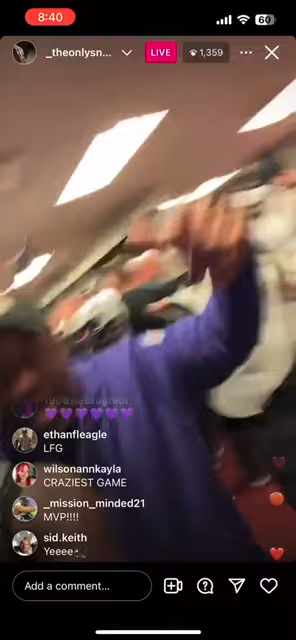 8:40
60
_theonlysn...
LIVE
1,359
ethanfleagle
LFG
wilsonannkayla
CRAZIEST GAME
_mission_minded21
MVP!!!!
sid.keith
Yeeee
Add a comment...